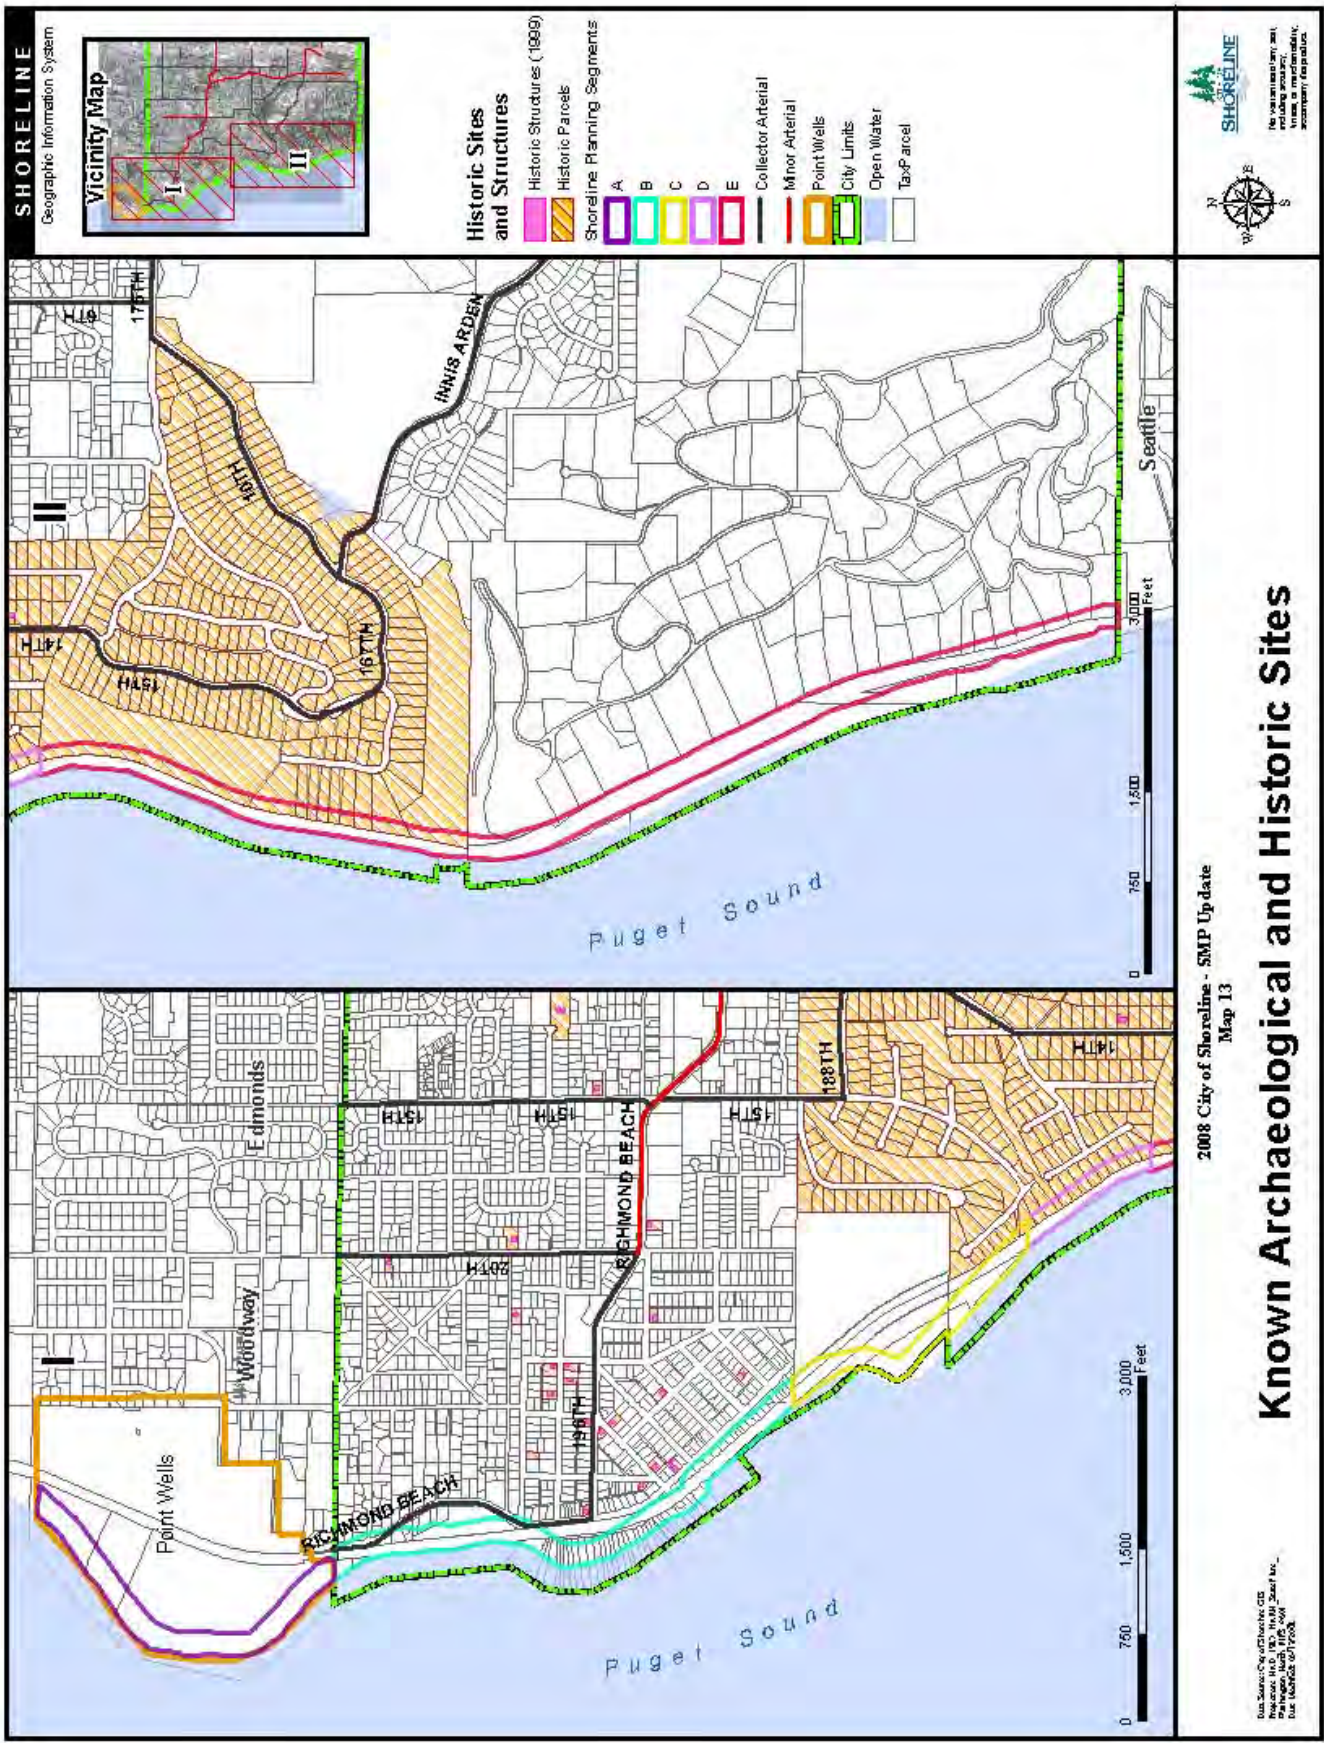 SHORELINE
Geographic Information System
Vicinity Map
I
II
Historic Sites
and Structures
Historic Structures (1999)
Historic Parcels
Shoreline Planning Segments
A
B
C
D
E
Collector Arterial
Minor Arterial
Point Wells
City Limits
Open Water
TaxParcel
N
E
S
W
SHORELINE
I
Point Wells
Woodway
Edmonds
RICHMOND BEACH
196TH
20TH
RICHMOND BEACH
15TH
15TH
15TH
188TH
14TH
Puget Sound
0
750
1,500
3,000
Feet
II
14TH
15TH
167TH
10TH
6TH
175TH
INNIS ARDEN
Seattle
Puget Sound
0
750
1,500
3,000
Feet
2008 City of Shoreline - SMP Update
Map 13
Known Archaeological and Historic Sites